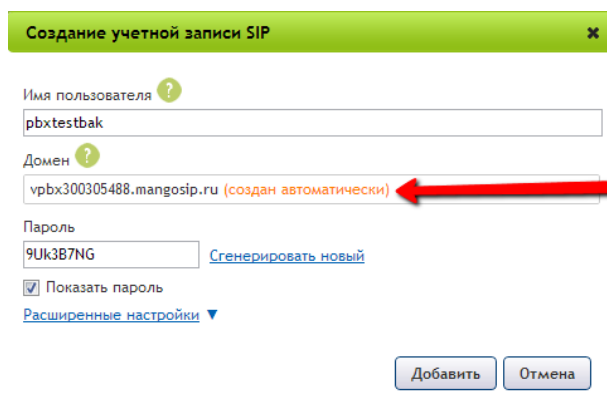 Создание учетной записи SIP
Имя пользователя ?
pbxtestbak
Домен ?
vpbx300305488.mangosip.ru (создан автоматически)
Пароль
9Uk3B7NG Сгенерировать новый
Показать пароль
Расширенные настройки ▼
Добавить Отмена